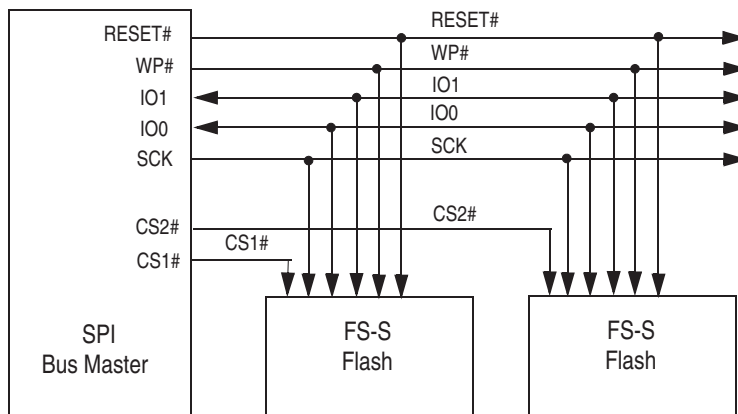 RESET# RESET#
WP# WP#
IO1 IO1
IO0 IO0
SCK SCK
CS2# CS2#
CS1# CS1#
SPI
Bus Master
FS-S
Flash
FS-S
Flash